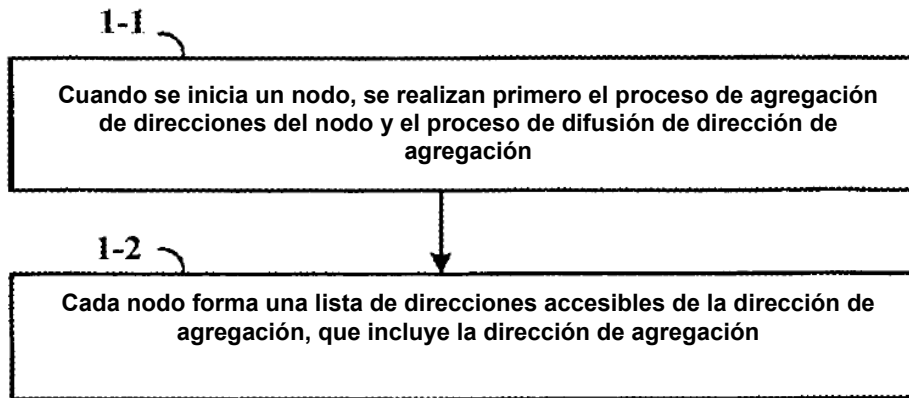 1-1
Cuando se inicia un nodo, se realizan primero el proceso de agregación
de direcciones del nodo y el proceso de difusión de dirección de
agregación
1-2
Cada nodo forma una lista de direcciones accesibles de la dirección de
agregación, que incluye la dirección de agregación